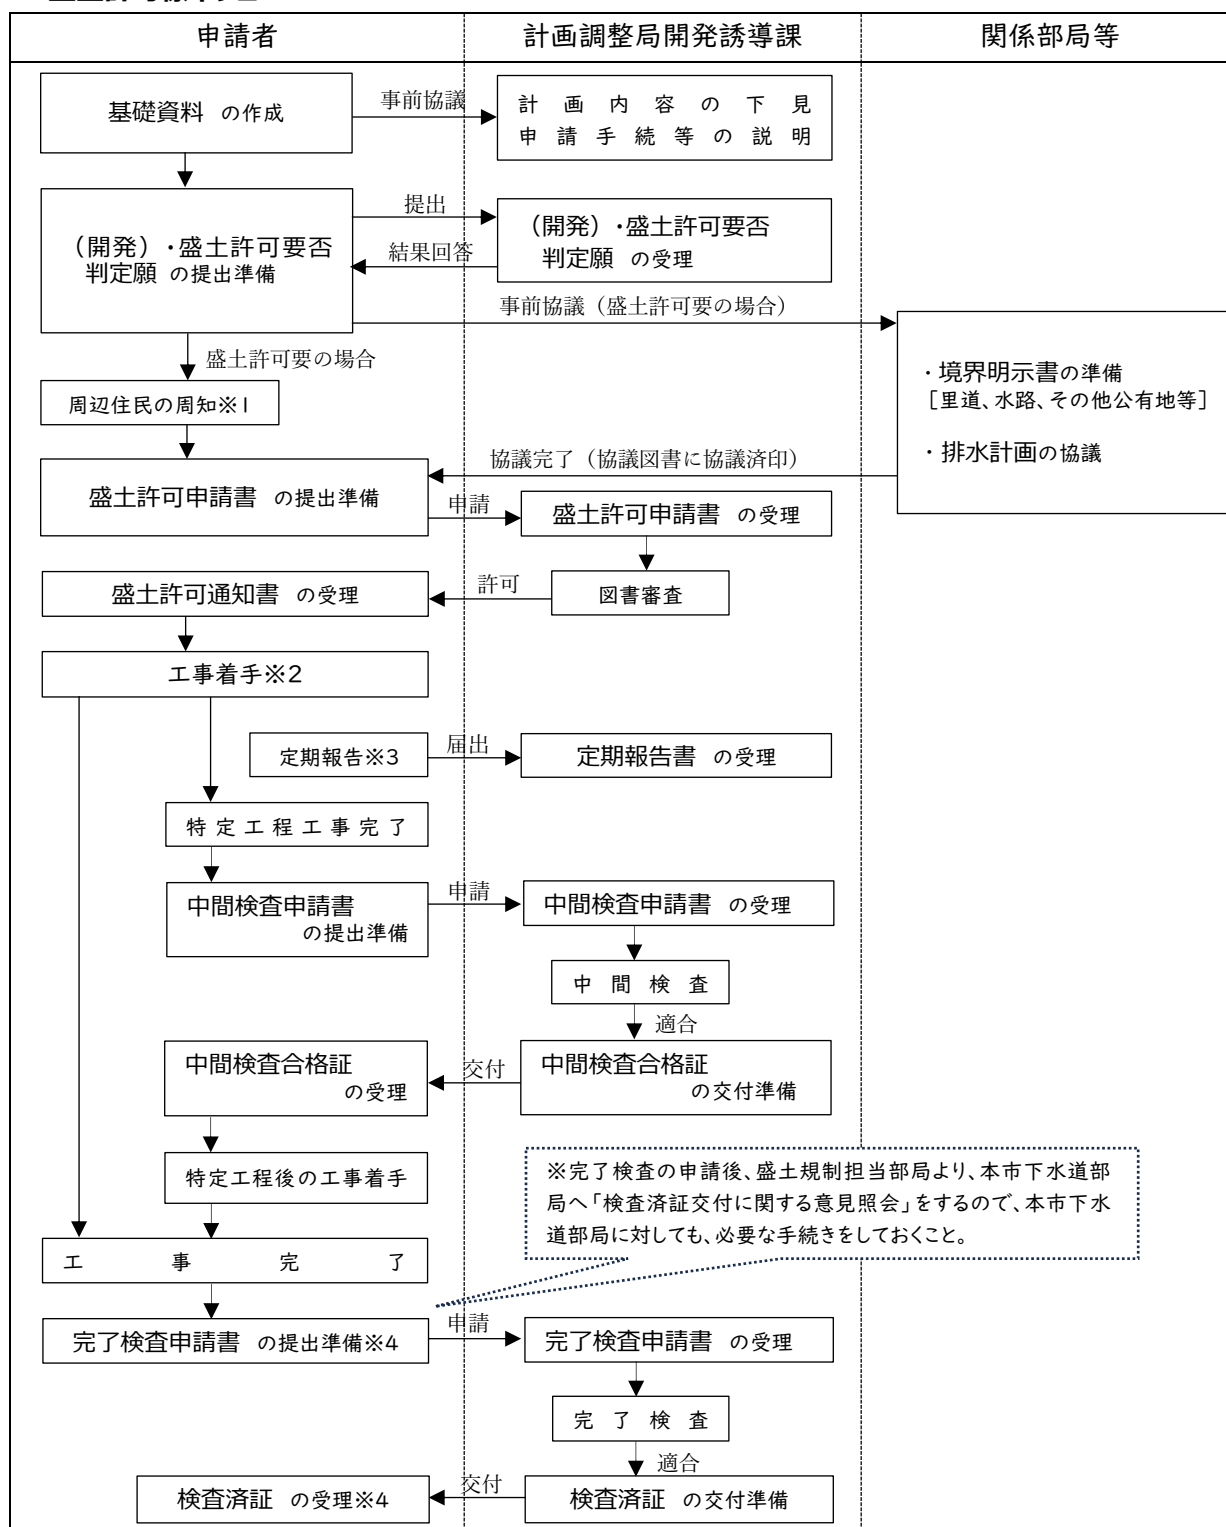 申請者
計画調整局開発誘導課
関係部局等
基礎資料 の作成
事前協議
計画内容の下見
申請手続等の説明
(開発)・盛土許可要否
判定願 の提出準備
提出
結果回答
(開発)・盛土許可要否
判定願 の受理
事前協議(盛土許可要の場合)
盛土許可要の場合
・境界明示書の準備
[里道、水路、その他公有地等]
・排水計画の協議
周辺住民の周知※1
協議完了(協議図書に協議済印)
盛土許可申請書 の提出準備
申請
盛土許可申請書 の受理
盛土許可通知書 の受理
許可
図書審査
工事着手※2
定期報告※3
届出
定期報告書 の受理
特定工程工事完了
中間検査申請書
の提出準備
申請
中間検査申請書 の受理
中間検査
適合
中間検査合格証
の受理
交付
中間検査合格証
の交付準備
特定工程後の工事着手
※完了検査の申請後、盛土規制担当部局より、本市下水道部
局へ「検査済証交付に関する意見照会」をするので、本市下水
道部局に対しても、必要な手続きをしておくこと。
工事完了
完了検査申請書 の提出準備※4
申請
完了検査申請書 の受理
完了検査
適合
検査済証 の受理※4
交付
検査済証 の交付準備